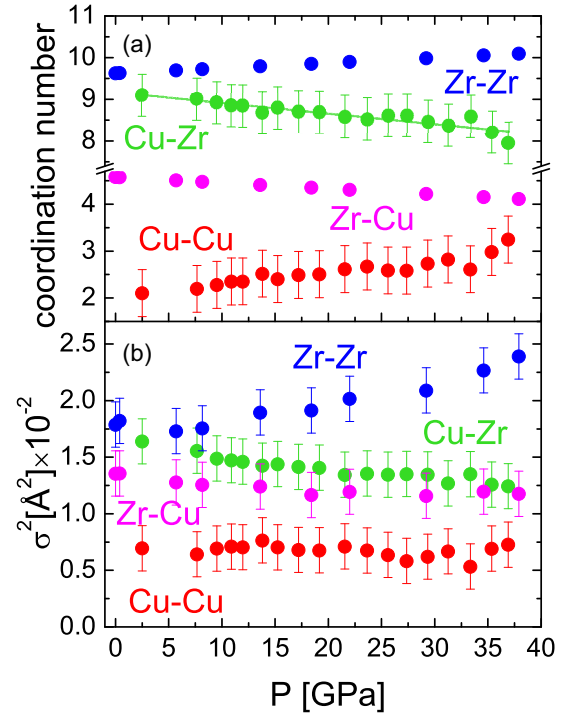 (a)
coordination number
10
9
8
4
3
2
Zr-Zr
Cu-Zr
Zr-Cu
Cu-Cu
(b)
σ²[Å²]×10⁻²
2.5
2.0
1.5
1.0
0.5
0.0
Zr-Zr
Cu-Zr
Zr-Cu
Cu-Cu
0 5 10 15 20 25 30 35 40
P [GPa]